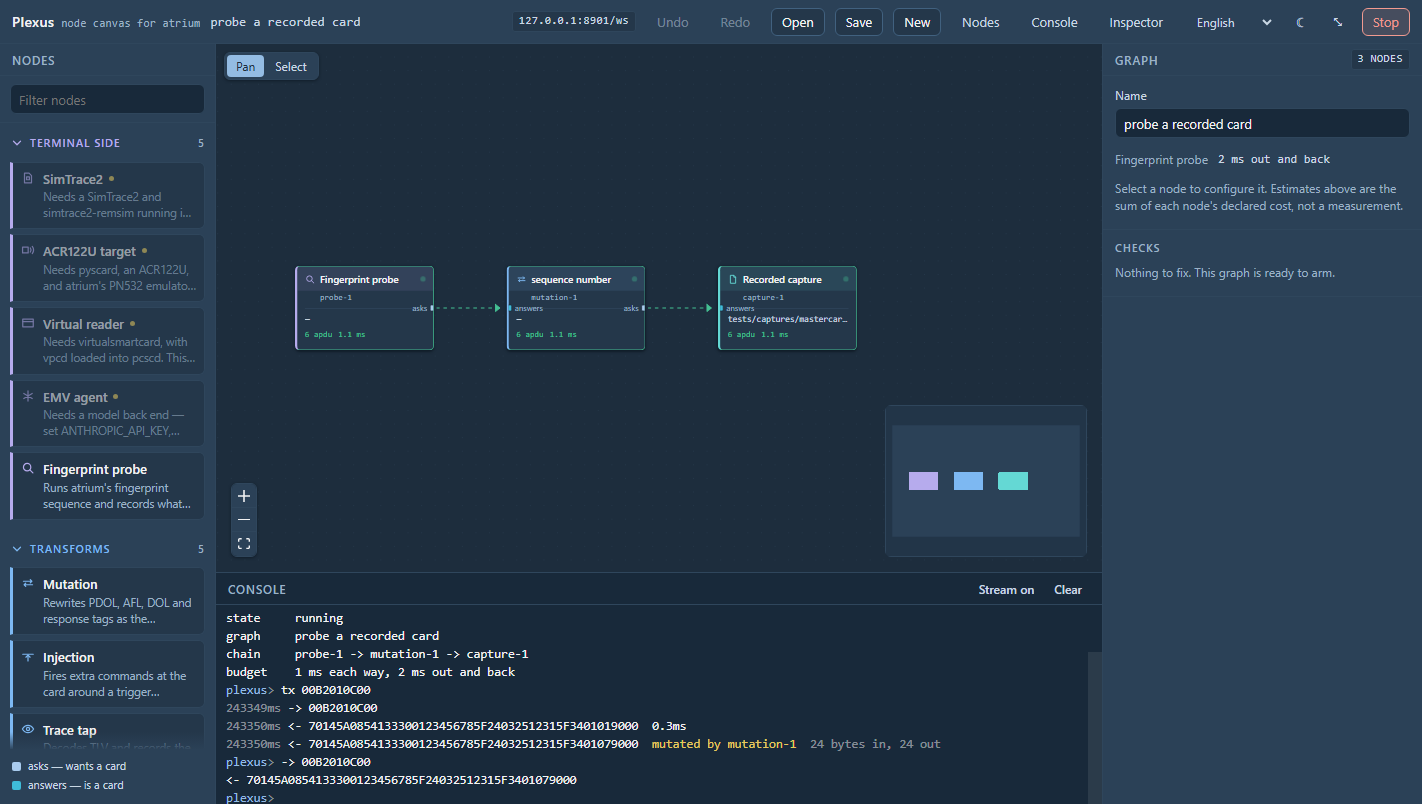 Plexus node canvas for atrium probe a recorded card 127.0.0.1:8901/ws Undo Redo Open Save New Nodes Console Inspector English Stop
NODES
Filter nodes
TERMINAL SIDE 5
SimTrace2
Needs a SimTrace2 and
simtrace2-remsim running i...
ACR122U target
Needs pyscard, an ACR122U,
and atrium's PN532 emulato...
Virtual reader
Needs virtualsmartcard, with
vpcd loaded into pcscd. This...
EMV agent
Needs a model back end —
set ANTHROPIC_API_KEY,...
Fingerprint probe
Runs atrium's fingerprint
sequence and records what...
TRANSFORMS 5
Mutation
Rewrites PDOL, AFL, DOL and
response tags as the...
Injection
Fires extra commands at the
card around a trigger...
Trace tap
Decodes TLV and records the
asks — wants a card
answers — is a card
Pan Select
Fingerprint probe
probe-1
asks
—
6 apdu 1.1 ms
sequence number
mutation-1
answers asks
—
6 apdu 1.1 ms
Recorded capture
capture-1
answers
tests/captures/mastercar…
6 apdu 1.1 ms
CONSOLE Stream on Clear
state running
graph probe a recorded card
chain probe-1 -> mutation-1 -> capture-1
budget 1 ms each way, 2 ms out and back
plexus> tx 00B2010C00
243349ms -> 00B2010C00
243350ms <- 70145A0854133300123456785F24032512315F3401019000 0.3ms
243350ms <- 70145A0854133300123456785F24032512315F3401079000 mutated by mutation-1 24 bytes in, 24 out
plexus> -> 00B2010C00
<- 70145A0854133300123456785F24032512315F3401079000
plexus>
GRAPH 3 NODES
Name
probe a recorded card
Fingerprint probe 2 ms out and back
Select a node to configure it. Estimates above are the
sum of each node's declared cost, not a measurement.
CHECKS
Nothing to fix. This graph is ready to arm.